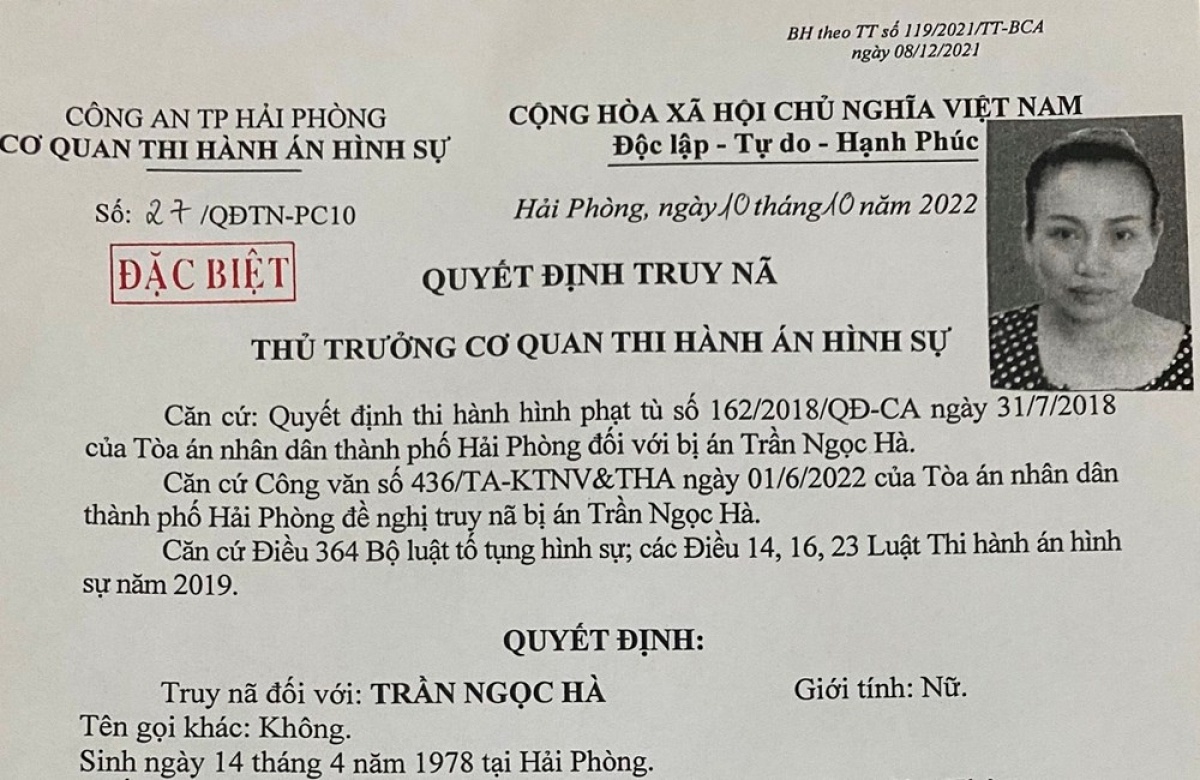 BH theo TT số 119/2021/TT-BCA
ngày 08/12/2021
CÔNG AN TP HẢI PHÒNG
CƠ QUAN THI HÀNH ÁN HÌNH SỰ
CỘNG HÒA XÃ HỘI CHỦ NGHĨA VIỆT NAM
Độc lập - Tự do - Hạnh Phúc
Số: 27 /QĐTN-PC10
Hải Phòng, ngày 10 tháng 10 năm 2022
ĐẶC BIỆT
QUYẾT ĐỊNH TRUY NÃ
THỦ TRƯỞNG CƠ QUAN THI HÀNH ÁN HÌNH SỰ
Căn cứ: Quyết định thi hành hình phạt tù số 162/2018/QĐ-CA ngày 31/7/2018
của Tòa án nhân dân thành phố Hải Phòng đối với bị án Trần Ngọc Hà.
Căn cứ Công văn số 436/TA-KTNV&THA ngày 01/6/2022 của Tòa án nhân dân
thành phố Hải Phòng đề nghị truy nã bị án Trần Ngọc Hà.
Căn cứ Điều 364 Bộ luật tố tụng hình sự; các Điều 14, 16, 23 Luật Thi hành án hình
sự năm 2019.
QUYẾT ĐỊNH:
Truy nã đối với: TRẦN NGỌC HÀ
Giới tính: Nữ.
Tên gọi khác: Không.
Sinh ngày 14 tháng 4 năm 1978 tại Hải Phòng.